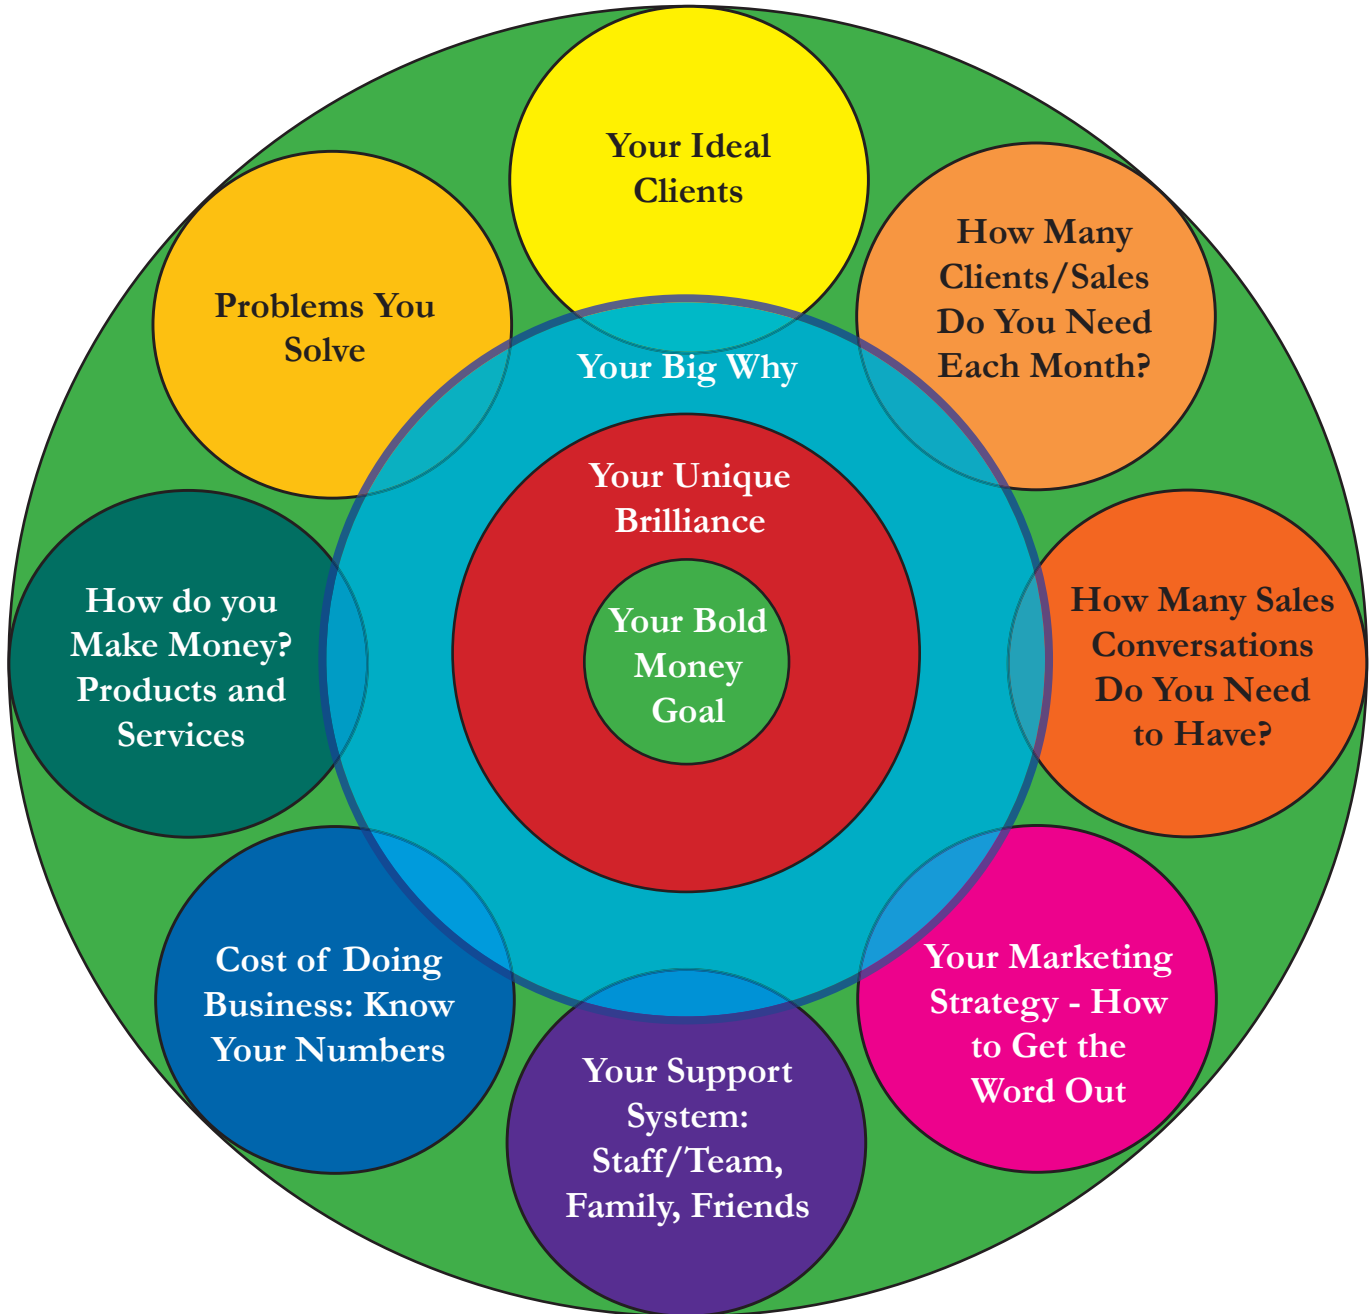 Your Ideal
Clients
How Many
Clients/Sales
Do You Need
Each Month?
Problems You
Solve
Your Big Why
Your Unique
Brilliance
Your Bold
Money
Goal
How do you
Make Money?
Products and
Services
How Many Sales
Conversations
Do You Need
to Have?
Cost of Doing
Business: Know
Your Numbers
Your Marketing
Strategy - How
to Get the
Word Out
Your Support
System:
Staff/Team,
Family, Friends